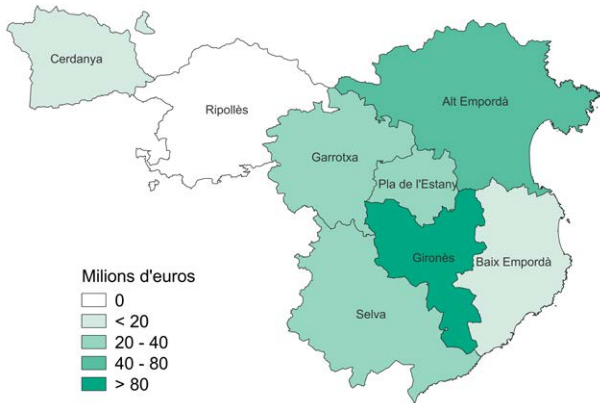 Cerdanya
Ripollès
Alt Empordà
Garrotxa
Pla de l'Estany
Gironès
Baix Empordà
Selva
Milions d'euros
0
< 20
20 - 40
40 - 80
> 80